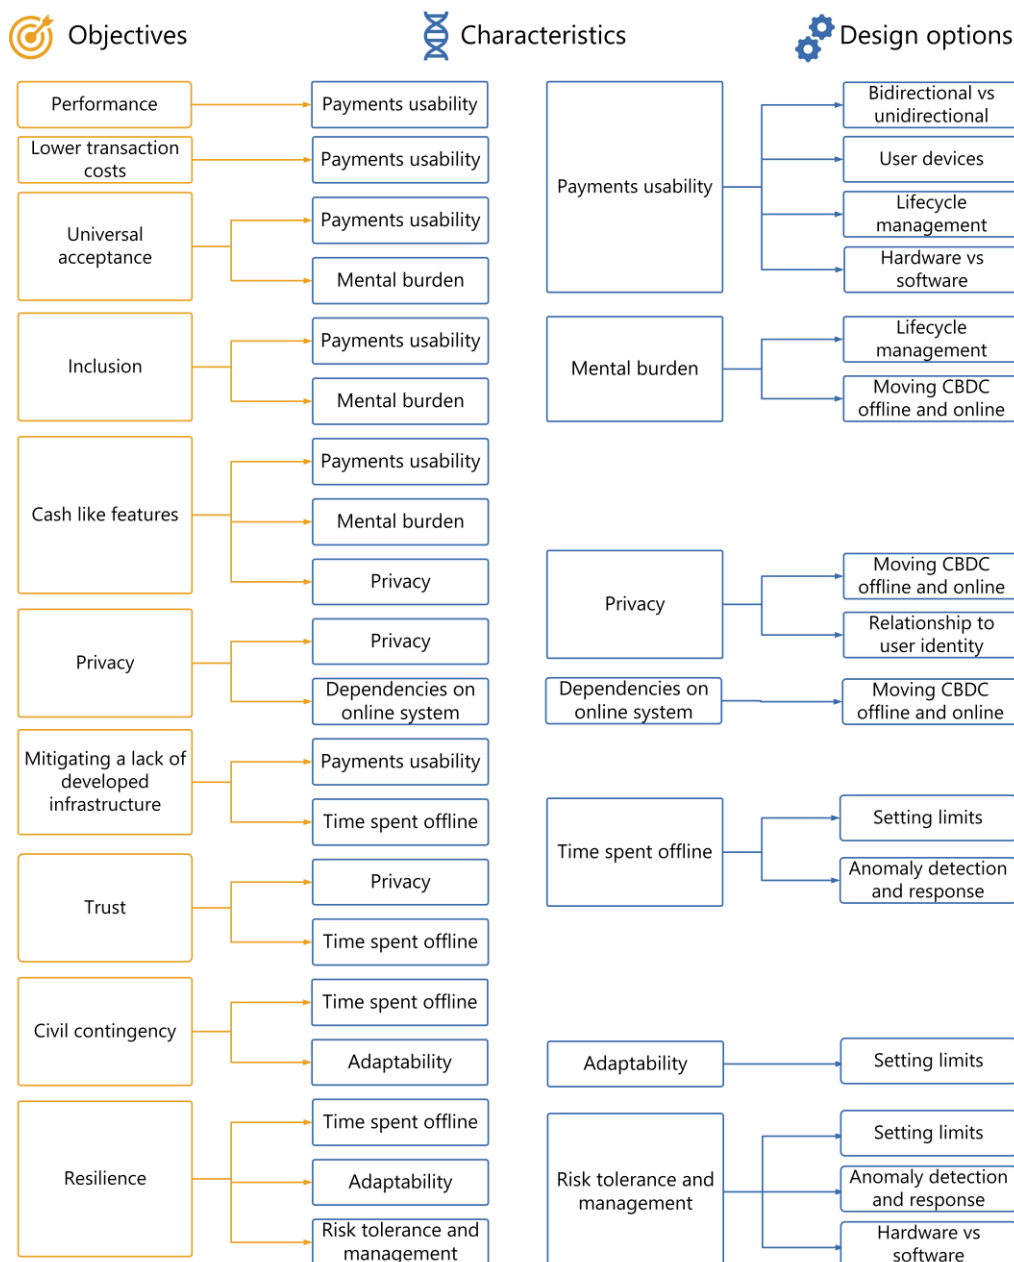 Objectives
Characteristics
Design options
Performance
Payments usability
Lower transaction
costs
Payments usability
Universal
acceptance
Payments usability
Mental burden
Inclusion
Payments usability
Mental burden
Cash like features
Payments usability
Mental burden
Privacy
Privacy
Privacy
Dependencies on
online system
Mitigating a lack of
developed
infrastructure
Payments usability
Time spent offline
Trust
Privacy
Time spent offline
Civil contingency
Time spent offline
Adaptability
Resilience
Time spent offline
Adaptability
Risk tolerance and
management
Payments usability
Bidirectional vs
unidirectional
User devices
Lifecycle
management
Hardware vs
software
Mental burden
Lifecycle
management
Moving CBDC
offline and online
Privacy
Moving CBDC
offline and online
Relationship to
user identity
Dependencies on
online system
Moving CBDC
offline and online
Time spent offline
Setting limits
Anomaly detection
and response
Adaptability
Setting limits
Risk tolerance and
management
Setting limits
Anomaly detection
and response
Hardware vs
software